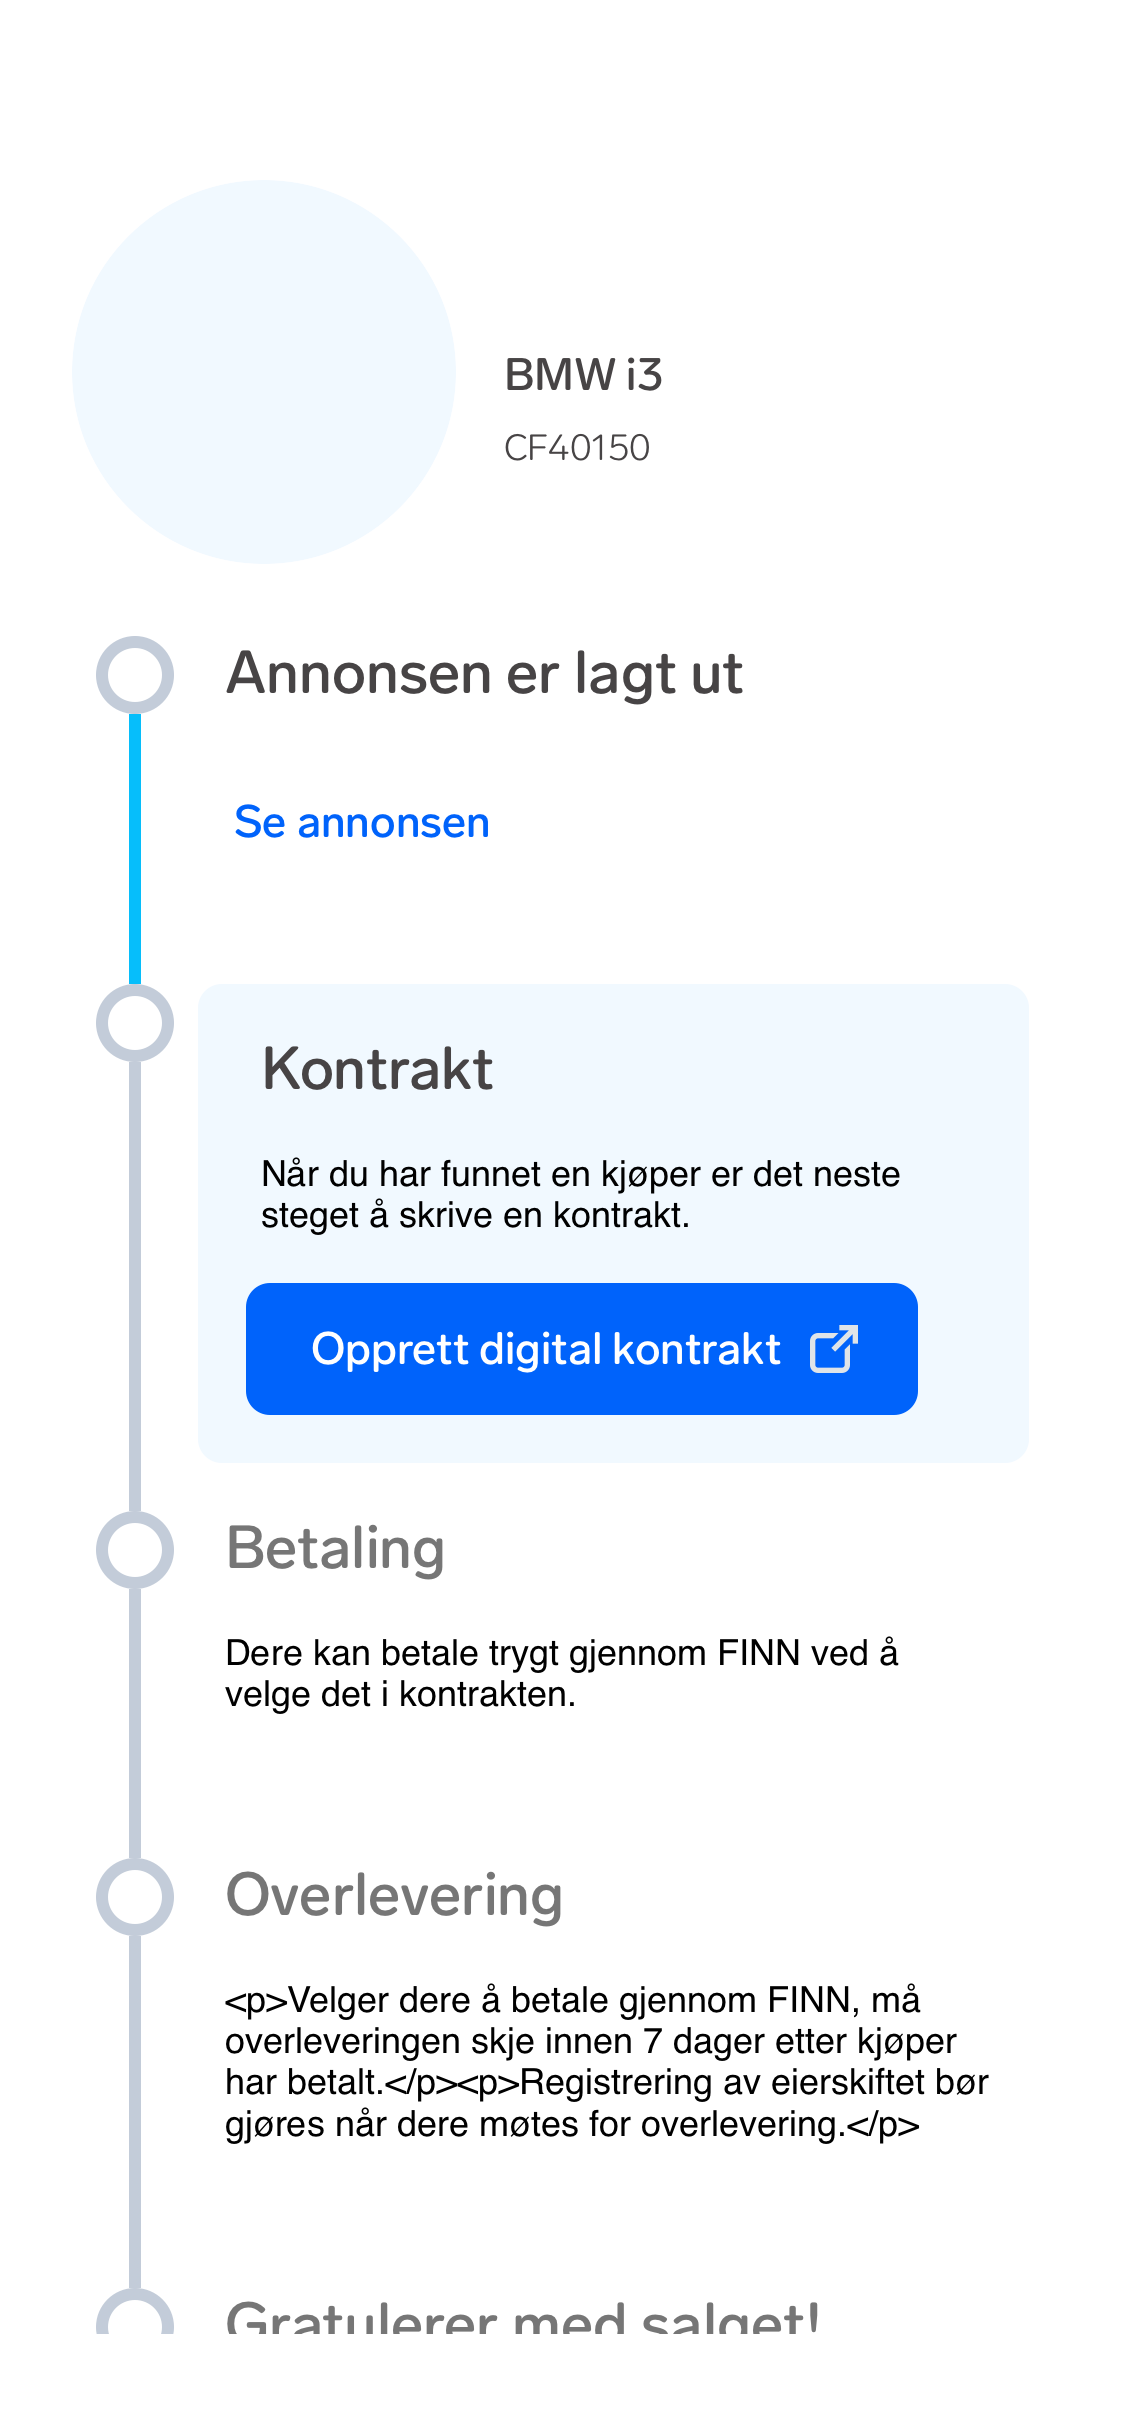 BMW i3
CF40150
Annonsen er lagt ut
Se annonsen
Kontrakt
Når du har funnet en kjøper er det neste
steget å skrive en kontrakt.
Opprett digital kontrakt
Betaling
Dere kan betale trygt gjennom FINN ved å
velge det i kontrakten.
Overlevering
<p>Velger dere å betale gjennom FINN, må
overleveringen skje innen 7 dager etter kjøper
har betalt.</p><p>Registrering av eierskiftet bør
gjøres når dere møtes for overlevering.</p>
Gratulerer med salget!